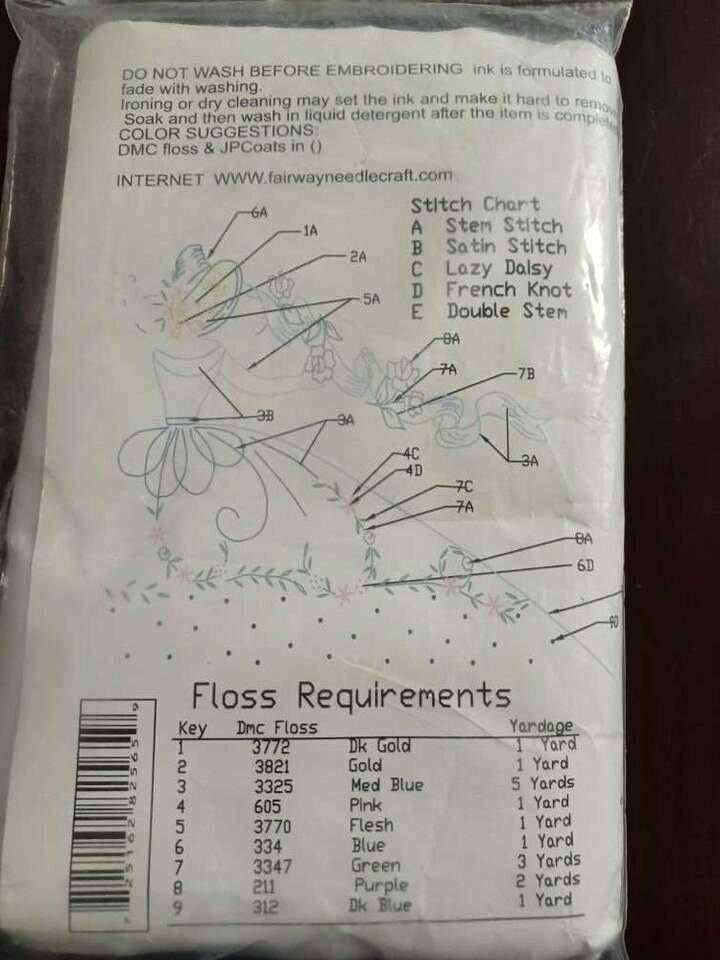 DO NOT WASH BEFORE EMBROIDERING ink is formulated to
fade with washing.
Ironing or dry cleaning may set the ink and make it hard to remov
Soak and then wash in liquid detergent after the item is complete
COLOR SUGGESTIONS:
DMC floss & JPCoats in ()
INTERNET WWW.fairwayneedlecraft.com
Stitch Chart
A Stem Stitch
B Satin Stitch
C Lazy Daisy
D French Knot
E Double Stem
6A
1A
2A
5A
8A
7A
7B
3B
3A
3A
4C
4D
7C
7A
8A
6D
Floss Requirements
Key Dmc Floss Yardage
1 3772 Dk Gold 1 Yard
2 3821 Gold 1 Yard
3 3325 Med Blue 5 Yards
4 605 Pink 1 Yard
5 3770 Flesh 1 Yard
6 334 Blue 1 Yard
7 3347 Green 3 Yards
8 211 Purple 2 Yards
9 312 Dk Blue 1 Yard
7 25162 82565 9